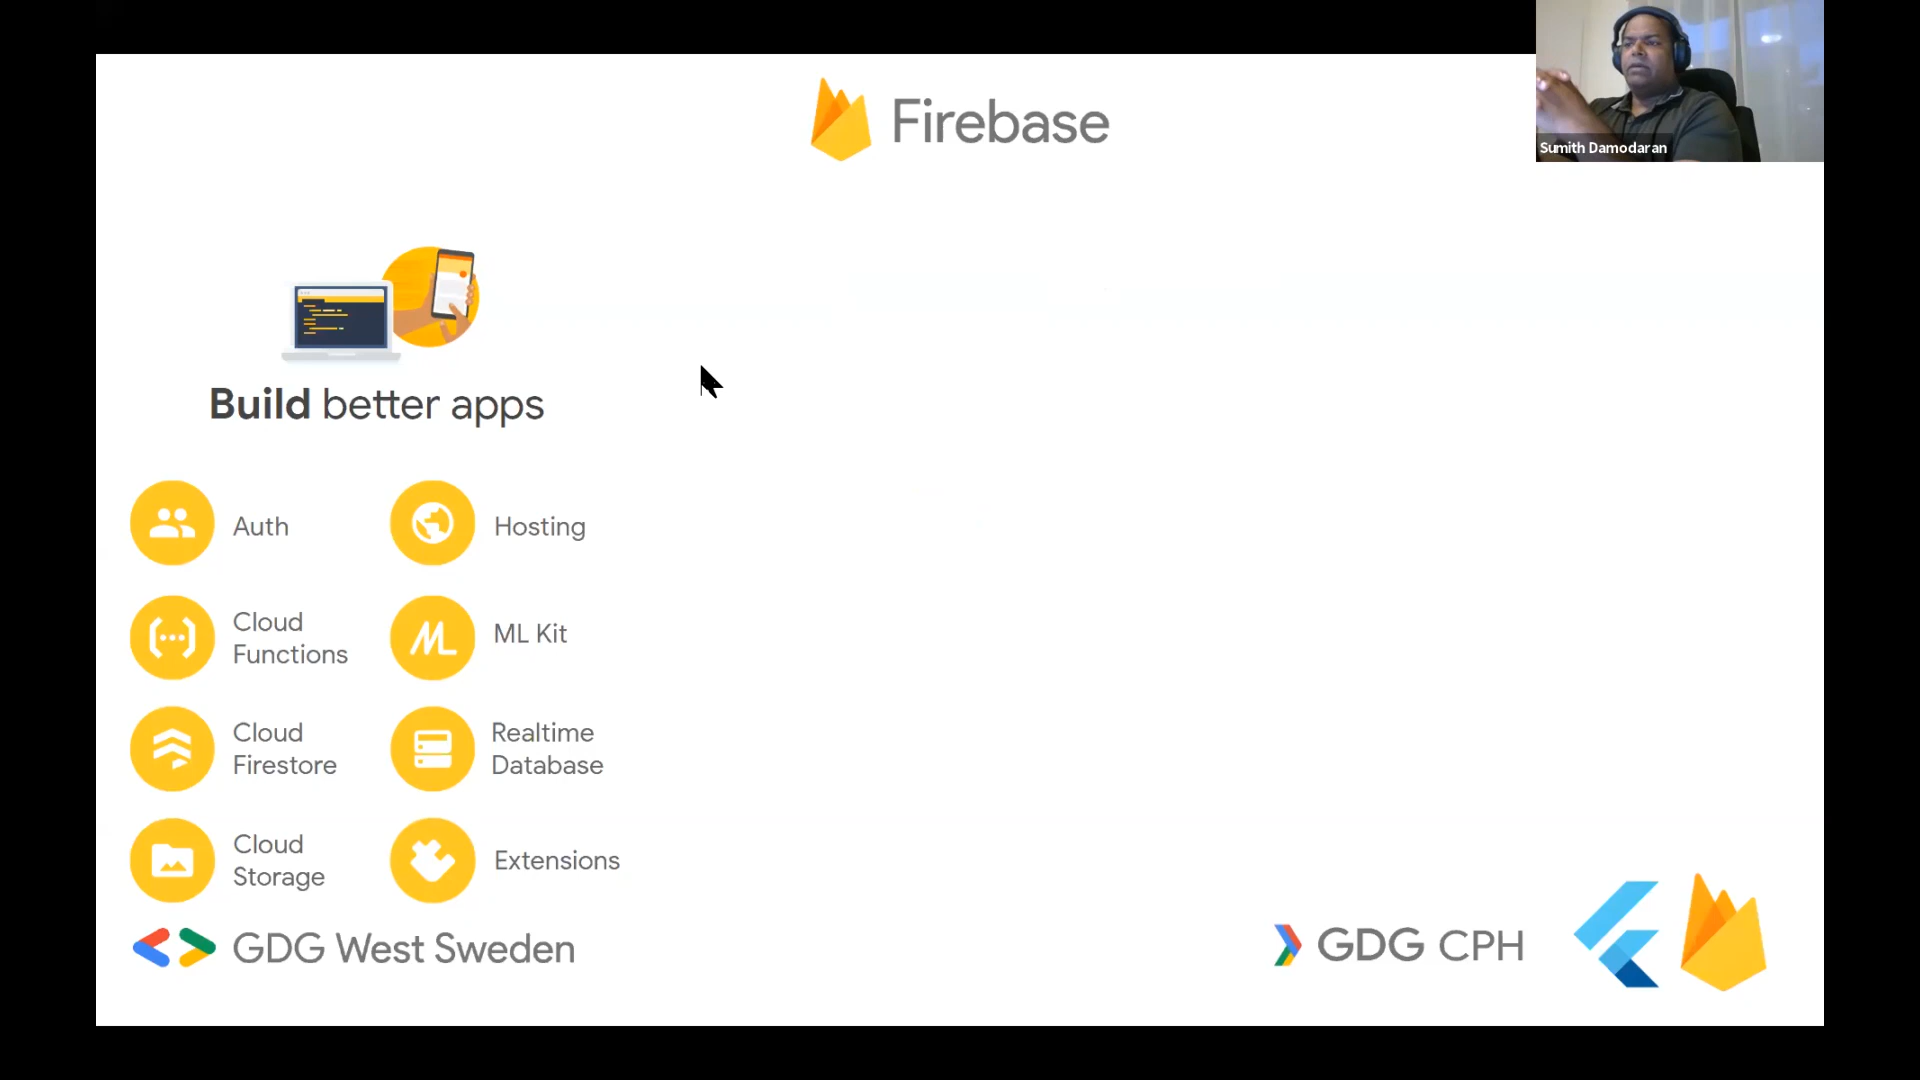 Firebase
Sumith Damodaran
Build better apps
Auth
Hosting
Cloud
Functions
ML Kit
Cloud
Firestore
Realtime
Database
Cloud
Storage
Extensions
GDG West Sweden
GDG CPH